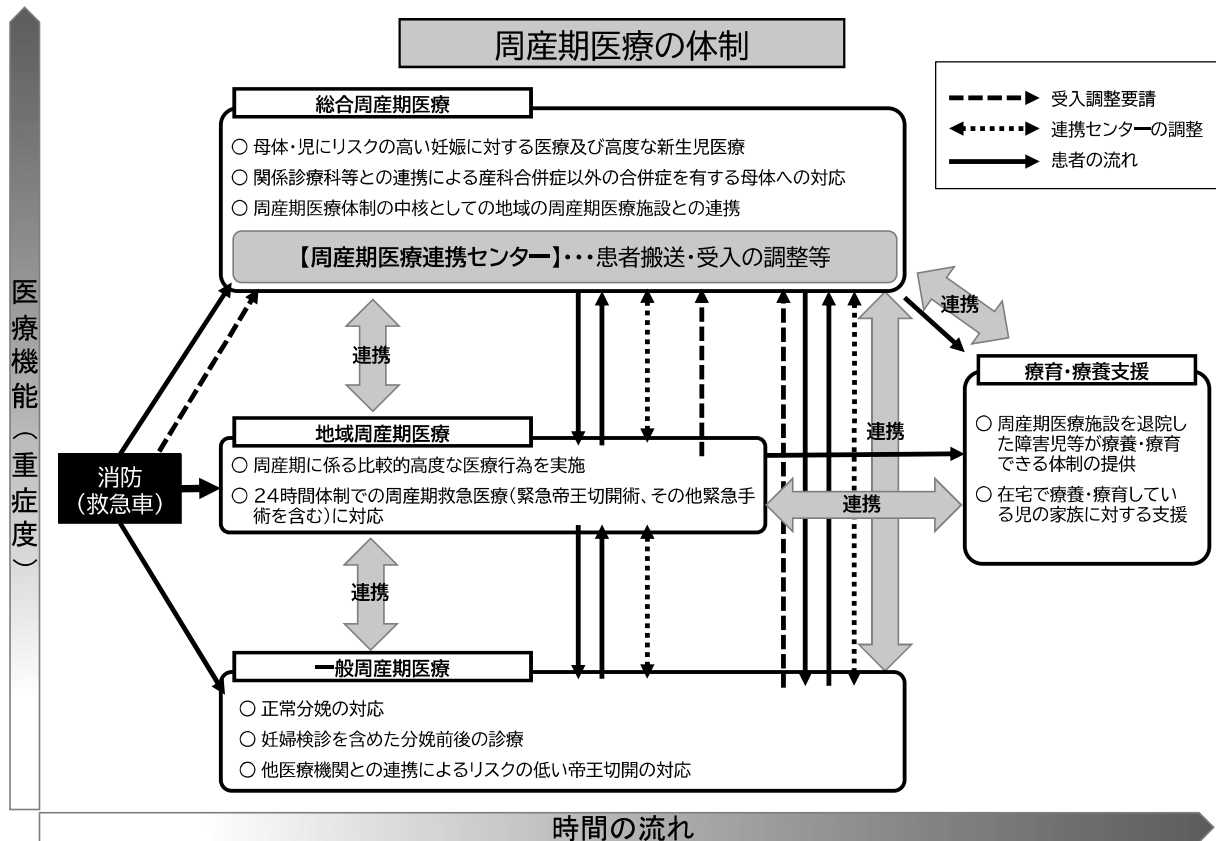 周産期医療の体制
受入調整要請
連携センターの調整
患者の流れ
総合周産期医療
○ 母体・児にリスクの高い妊娠に対する医療及び高度な新生児医療
○ 関係診療科等との連携による産科合併症以外の合併症を有する母体への対応
○ 周産期医療体制の中核としての地域の周産期医療施設との連携
【周産期医療連携センター】・・・患者搬送・受入の調整等
医療機能（重症度）
連携
連携
療育・療養支援
○ 周産期医療施設を退院し
た障害児等が療養・療育
できる体制の提供
○ 在宅で療養・療育してい
る児の家族に対する支援
地域周産期医療
○ 周産期に係る比較的高度な医療行為を実施
○ 24時間体制での周産期救急医療（緊急帝王切開術、その他緊急手
術を含む）に対応
連携
連携
消防
（救急車）
連携
一般周産期医療
○ 正常分娩の対応
○ 妊婦検診を含めた分娩前後の診療
○ 他医療機関との連携によるリスクの低い帝王切開の対応
時間の流れ